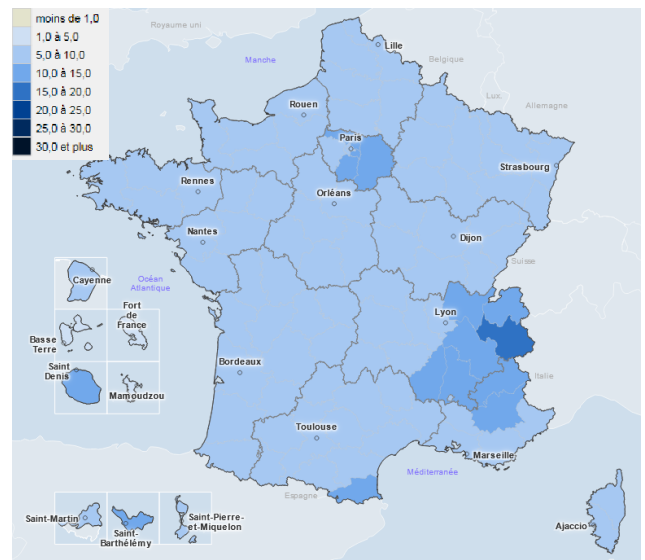 moins de 1,0
1,0 à 5,0
5,0 à 10,0
10,0 à 15,0
15,0 à 20,0
20,0 à 25,0
25,0 à 30,0
30,0 et plus
Royaume uni
Lille
Manche
Belgique
Lux.
Allemagne
Rouen
Paris
Strasbourg
Rennes
Orléans
Nantes
Dijon
Suisse
Cayenne
Océan
Atlantique
Fort
de
France
Basse
Terre
Lyon
Saint
Denis
Bordeaux
Mamoudzou
Italie
Toulouse
Marseille
Méditerranée
Espagne
Saint-Martin
Saint-
Barthélémy
Saint-Pierre-
et-Miquelon
Ajaccio